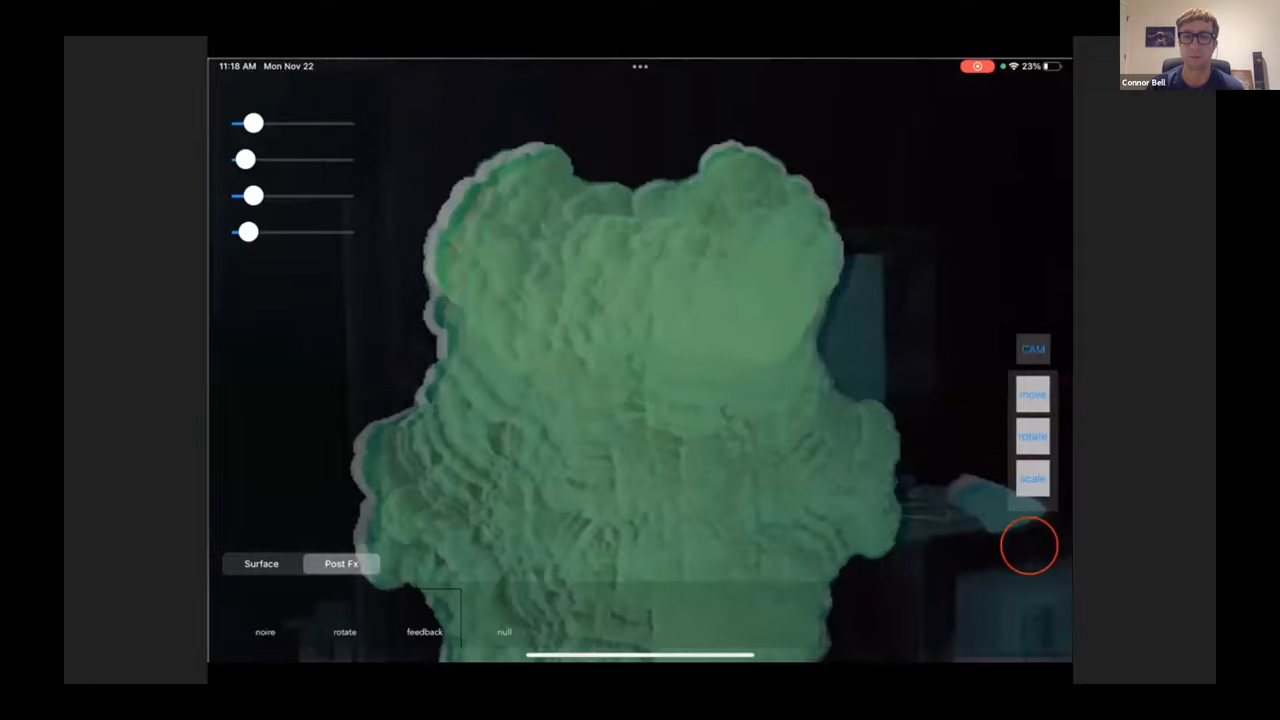 11:18 AM Mon Nov 22
23%
Connor Bell
CAM
move
rotate
scale
Surface
Post Fx
noire
rotate
feedback
null